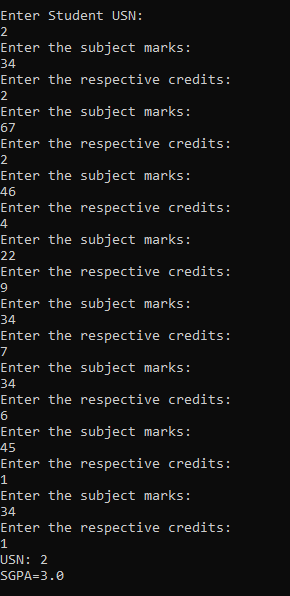 Enter Student USN:
2
Enter the subject marks:
34
Enter the respective credits:
2
Enter the subject marks:
67
Enter the respective credits:
2
Enter the subject marks:
46
Enter the respective credits:
4
Enter the subject marks:
22
Enter the respective credits:
9
Enter the subject marks:
34
Enter the respective credits:
7
Enter the subject marks:
34
Enter the respective credits:
6
Enter the subject marks:
45
Enter the respective credits:
1
Enter the subject marks:
34
Enter the respective credits:
1
USN: 2
SGPA=3.0